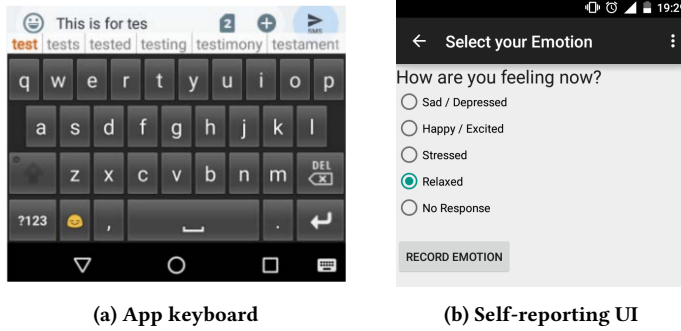 This is for tes 2 SMS
test tests tested testing testimony testament
q w e r t y u i o p
a s d f g h j k l
z x c v b n m DEL
?123 , .
(a) App keyboard
19:29
Select your Emotion
How are you feeling now?
Sad / Depressed
Happy / Excited
Stressed
Relaxed
No Response
RECORD EMOTION
(b) Self-reporting UI